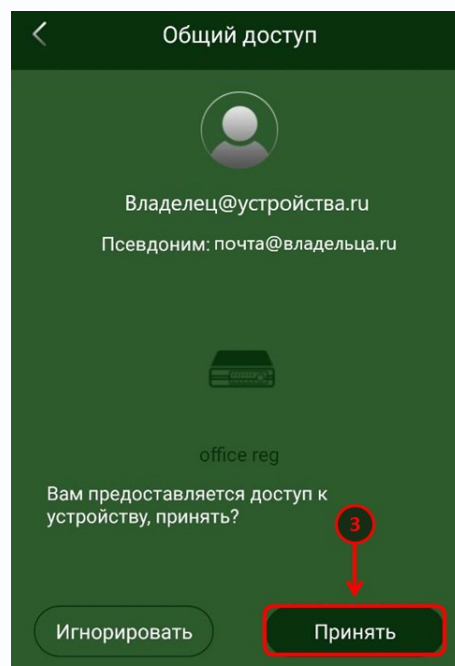 Общий доступ
Владелец@устройства.ru
Псевдоним: почта@владельца.ru
office reg
Вам предоставляется доступ к
устройству, принять?
3
Игнорировать
Принять